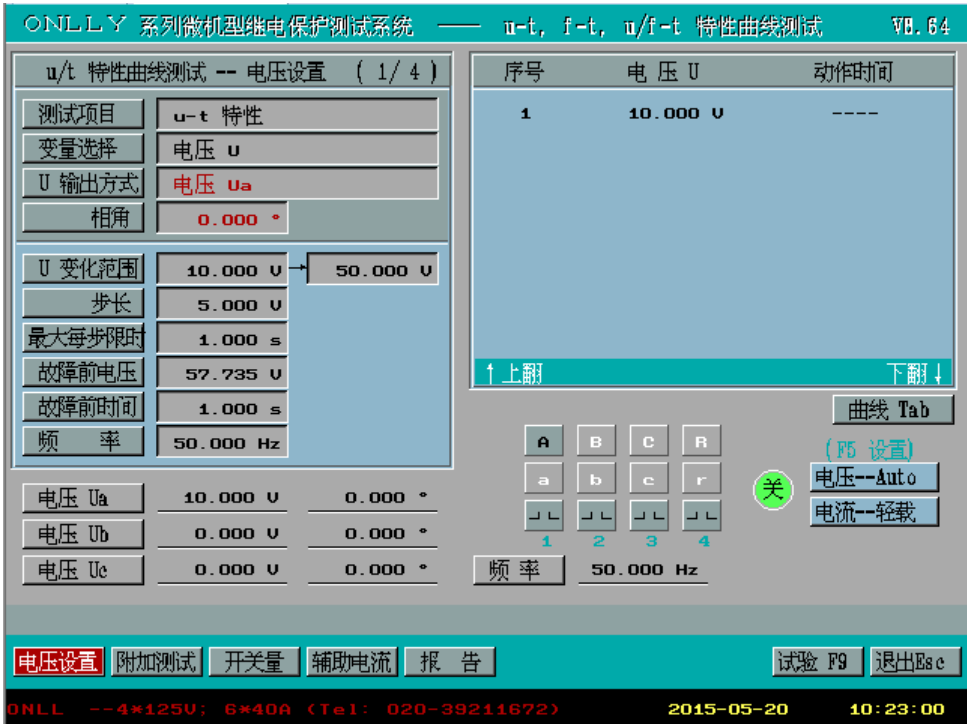 ONLLY 系列微机型继电保护测试系统 —— u-t, f-t, u/f-t 特性曲线测试 V8.64
u/t 特性曲线测试 -- 电压设置 ( 1/ 4 )
测试项目 u-t 特性
变量选择 电压 U
U 输出方式 电压 Ua
相角 0.000 °
U 变化范围 10.000 V → 50.000 V
步长 5.000 V
最大每步限时 1.000 s
故障前电压 57.735 V
故障前时间 1.000 s
频 率 50.000 Hz
电压 Ua 10.000 V 0.000 °
电压 Ub 0.000 V 0.000 °
电压 Uc 0.000 V 0.000 °
序号 电 压 U 动作时间
1 10.000 V ----
↑上翻 下翻↓
曲线 Tab
A B C R
a b c r
1 2 3 4
关
(F5 设置)
电压--Auto
电流--轻载
频 率 50.000 Hz
电压设置 附加测试 开关量 辅助电流 报 告 试验 F9 退出Esc
ONLL --4*125V; 6*40A (Tel: 020-39211672) 2015-05-20 10:23:00